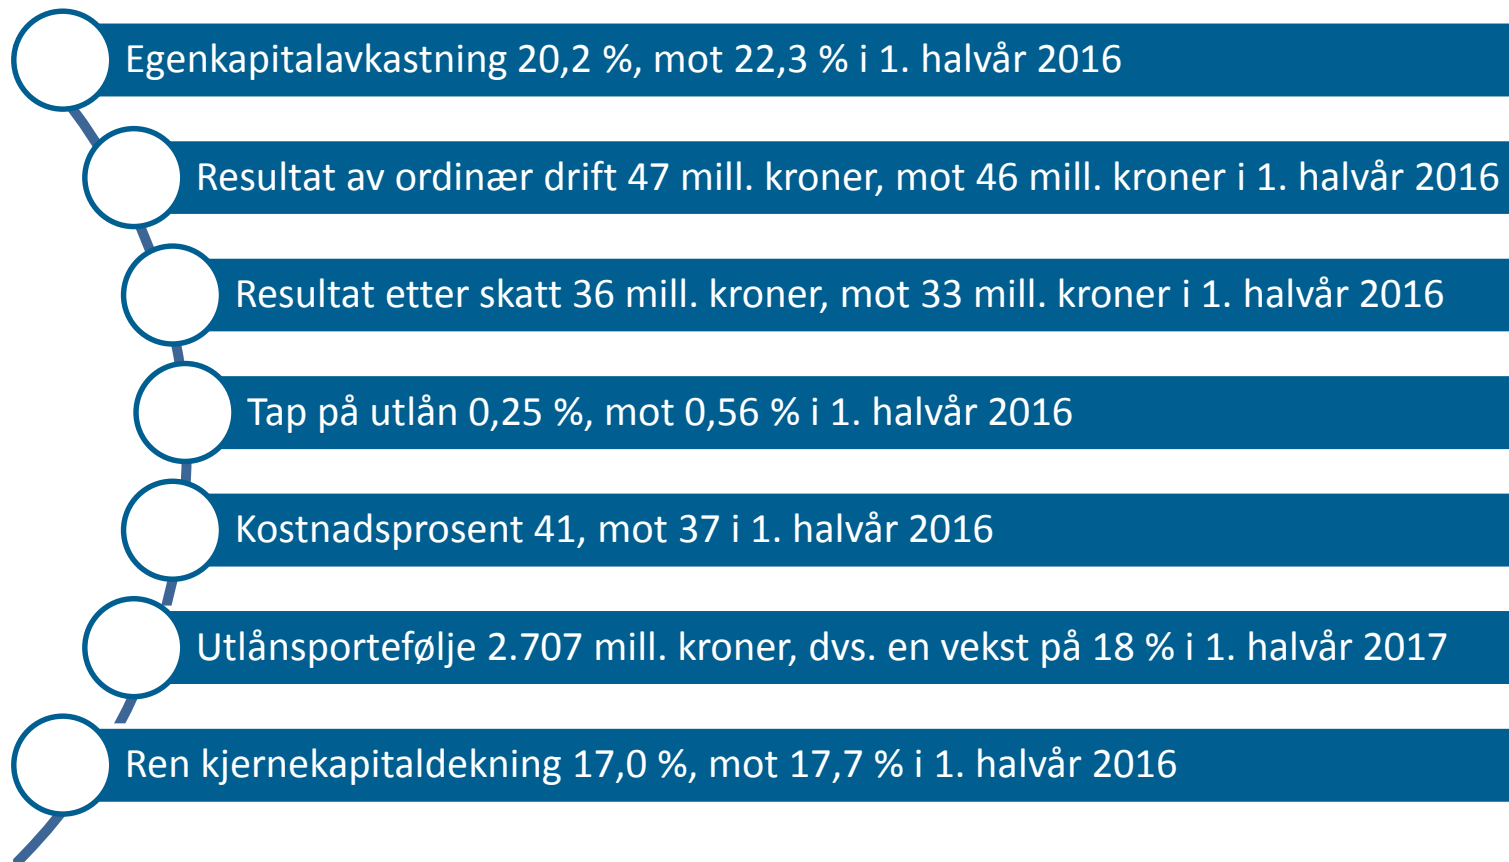 Egenkapitalavkastning 20,2 %, mot 22,3 % i 1. halvår 2016
Resultat av ordinær drift 47 mill. kroner, mot 46 mill. kroner i 1. halvår 2016
Resultat etter skatt 36 mill. kroner, mot 33 mill. kroner i 1. halvår 2016
Tap på utlån 0,25 %, mot 0,56 % i 1. halvår 2016
Kostnadsprosent 41, mot 37 i 1. halvår 2016
Utlånsportefølje 2.707 mill. kroner, dvs. en vekst på 18 % i 1. halvår 2017
Ren kjernekapitaldekning 17,0 %, mot 17,7 % i 1. halvår 2016